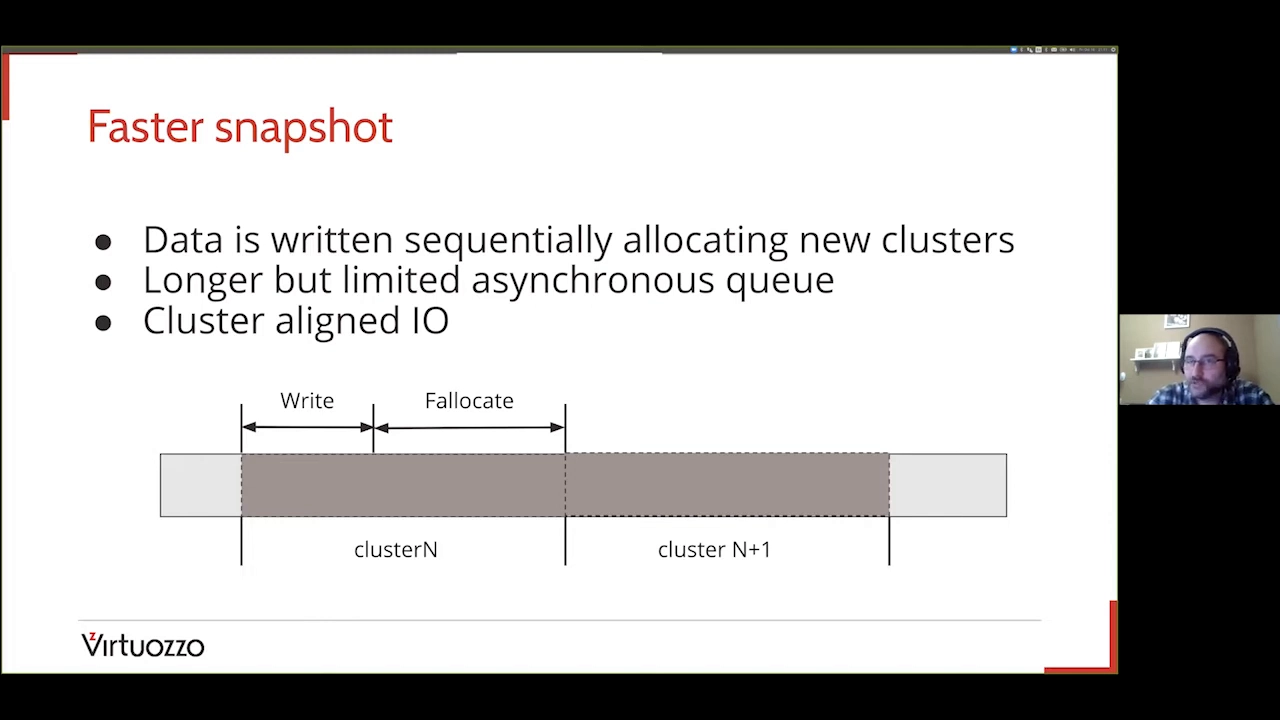 Faster snapshot
● Data is written sequentially allocating new clusters
● Longer but limited asynchronous queue
● Cluster aligned IO
Write
Fallocate
clusterN
cluster N+1
Virtuozzo